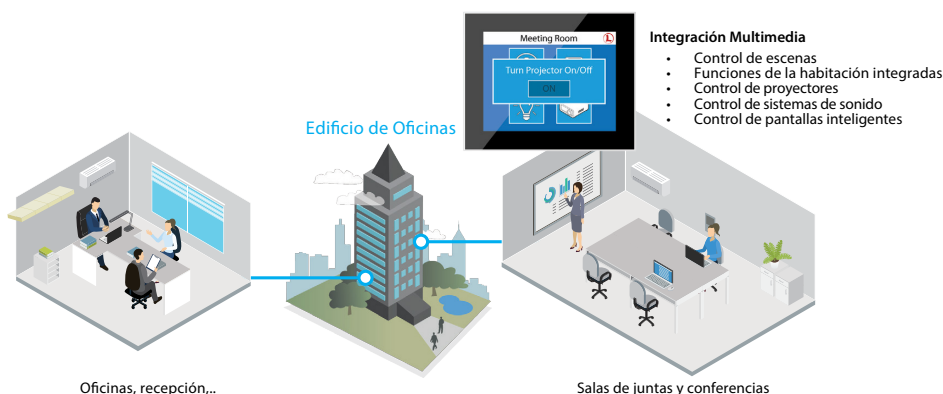 Meeting Room
Turn Projector On/Off
ON
Integración Multimedia
• Control de escenas
• Funciones de la habitación integradas
• Control de proyectores
• Control de sistemas de sonido
• Control de pantallas inteligentes
Edificio de Oficinas
Oficinas, recepción,..
Salas de juntas y conferencias